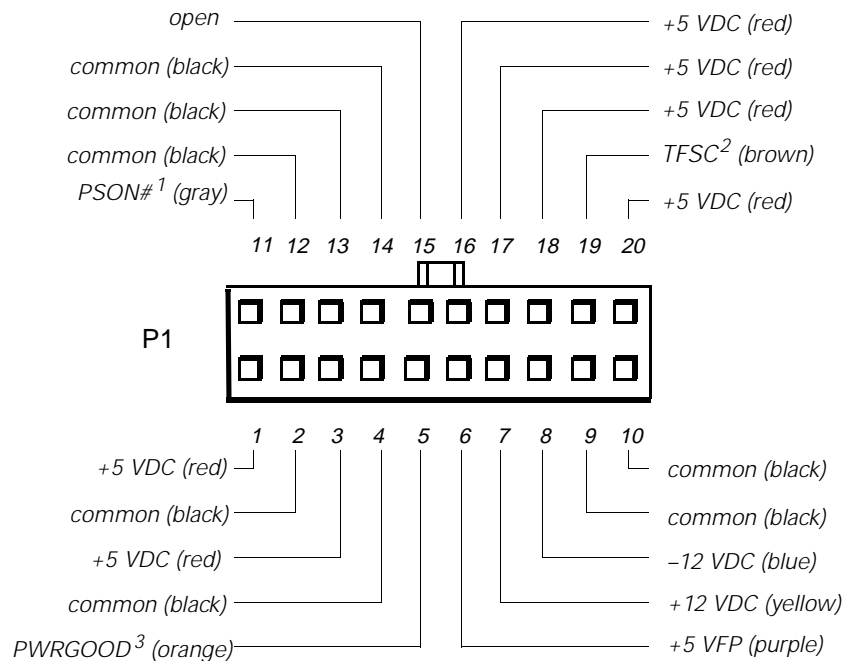 open
+5 VDC (red)
common (black)
+5 VDC (red)
common (black)
+5 VDC (red)
common (black)
TFSC2 (brown)
PSON#1 (gray)
+5 VDC (red)
11 12 13 14 15 16 17 18 19 20
P1
1 2 3 4 5 6 7 8 9 10
+5 VDC (red)
common (black)
common (black)
common (black)
+5 VDC (red)
–12 VDC (blue)
common (black)
+12 VDC (yellow)
PWRGOOD3 (orange)
+5 VFP (purple)